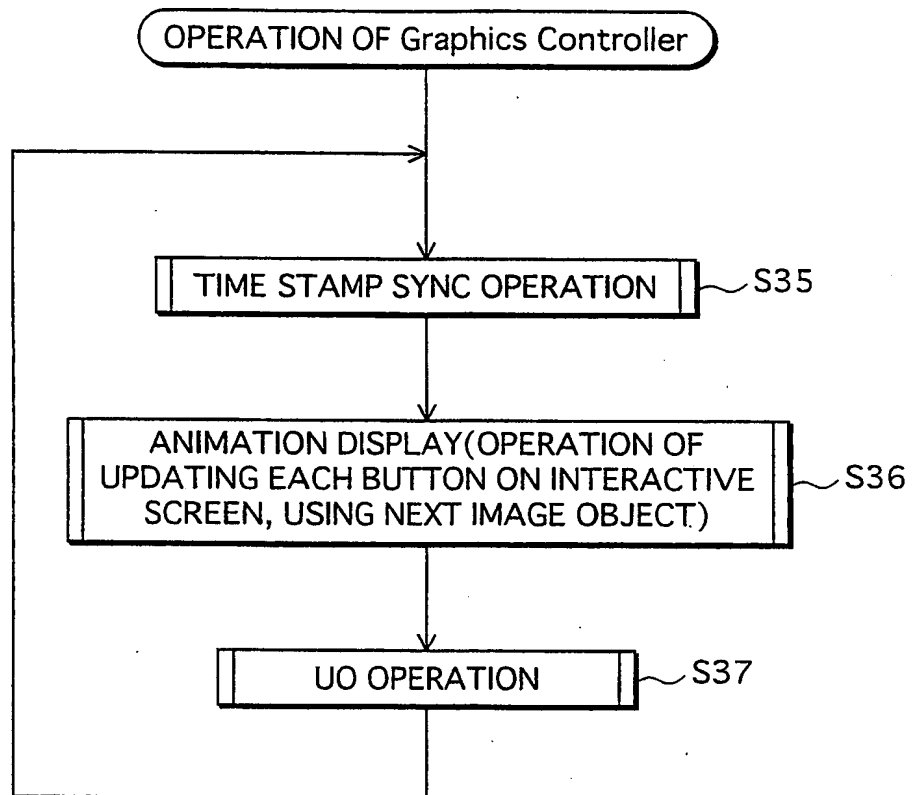 OPERATION OF Graphics Controller
TIME STAMP SYNC OPERATION
S35
ANIMATION DISPLAY(OPERATION OF
UPDATING EACH BUTTON ON INTERACTIVE
SCREEN, USING NEXT IMAGE OBJECT)
S36
UO OPERATION
S37